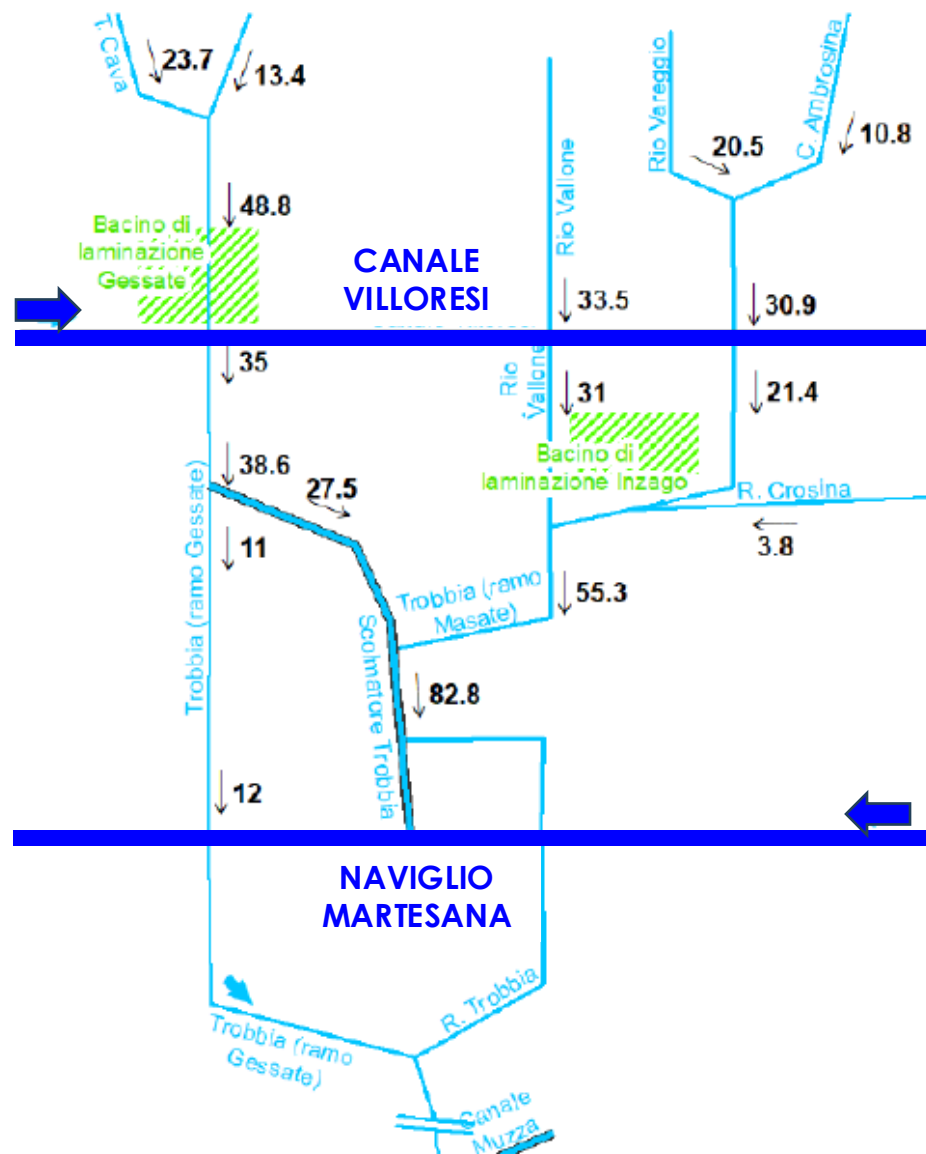 T. Cava
23.7
13.4
Rio Vareggio
C. Ambrosina
20.5
10.8
Rio Vallone
48.8
Bacino di
laminazione
Gessate
CANALE
VILLORESI
33.5
30.9
35
Rio
Vallone
31
21.4
Bacino di
laminazione Inzago
38.6
27.5
R. Crosina
3.8
Trobbia (ramo Gessate)
11
Trobbia (ramo
Masate)
55.3
Scolmatore Trobbia
82.8
12
NAVIGLIO
MARTESANA
R. Trobbia
Trobbia (ramo
Gessate)
Canale
Muzza